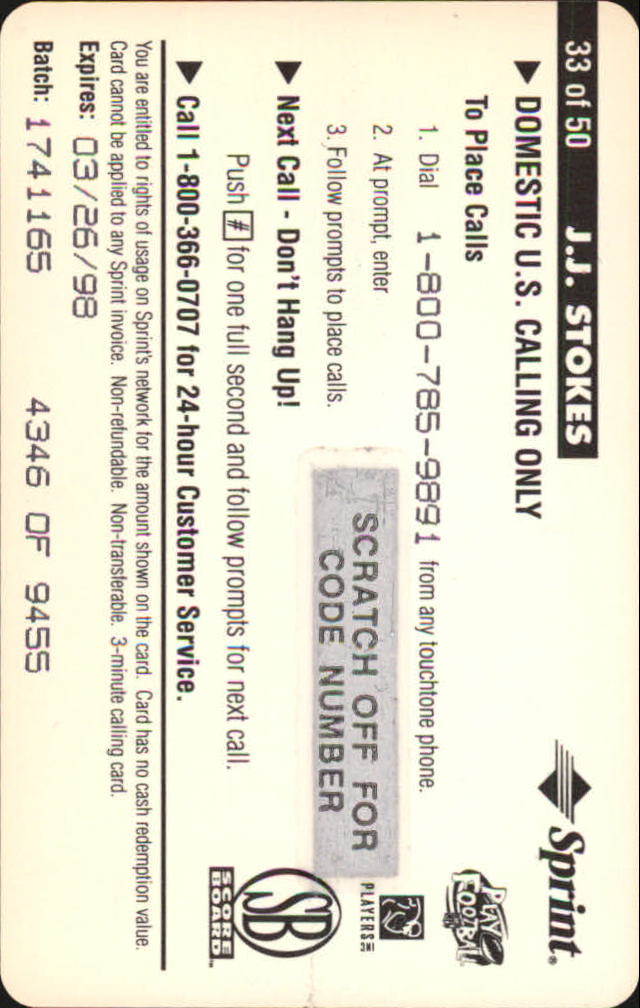 33 of 50 J.J. STOKES
Sprint®
▶ DOMESTIC U.S. CALLING ONLY
PLAY FOOTBALL
To Place Calls
1. Dial 1-800-785-9891 from any touchtone phone.
PLAYERS INC
2. At prompt, enter
SCRATCH OFF FOR
CODE NUMBER
3. Follow prompts to place calls.
▶ Next Call - Don't Hang Up!
SB
SCORE
BOARD™
Push # for one full second and follow prompts for next call.
▶ Call 1-800-366-0707 for 24-hour Customer Service.
You are entitled to rights of usage on Sprint's network for the amount shown on the card. Card has no cash redemption value.
Card cannot be applied to any Sprint invoice. Non-refundable. Non-transferable. 3-minute calling card.
Expires: 03/26/98
Batch: 1741165 4346 OF 9455